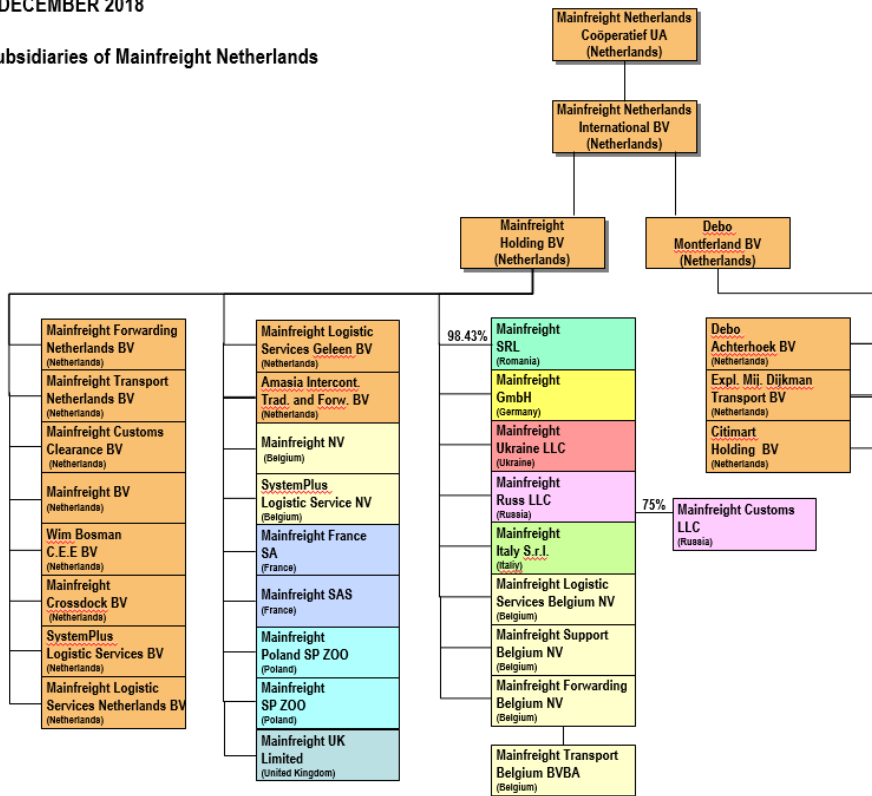 DECEMBER 2018
ubsidiaries of Mainfreight Netherlands
Mainfreight Netherlands
Coöperatief UA
(Netherlands)
Mainfreight Netherlands
International BV
(Netherlands)
Mainfreight
Holding BV
(Netherlands)
Debo
Montferland BV
(Netherlands)
Mainfreight Forwarding
Netherlands BV
(Netherlands)
Mainfreight Transport
Netherlands BV
(Netherlands)
Mainfreight Customs
Clearance BV
(Netherlands)
Mainfreight BV
(Netherlands)
Wim Bosman
C.E.E BV
(Netherlands)
Mainfreight
Crossdock BV
(Netherlands)
SystemPlus
Logistic Services BV
(Netherlands)
Mainfreight Logistic
Services Netherlands BV
(Netherlands)
Mainfreight Logistic
Services Geleen BV
(Netherlands)
Amasia Intercont.
Trad. and Forw. BV
(Netherlands)
Mainfreight NV
(Belgium)
SystemPlus
Logistic Service NV
(Belgium)
Mainfreight France
SA
(France)
Mainfreight SAS
(France)
Mainfreight
Poland SP ZOO
(Poland)
Mainfreight
SP ZOO
(Poland)
Mainfreight UK
Limited
(United Kingdom)
98.43%
Mainfreight
SRL
(Romania)
Mainfreight
GmbH
(Germany)
Mainfreight
Ukraine LLC
(Ukraine)
Mainfreight
Russ LLC
(Russia)
Mainfreight
Italy S.r.l.
(Italiy)
Mainfreight Logistic
Services Belgium NV
(Belgium)
Mainfreight Support
Belgium NV
(Belgium)
Mainfreight Forwarding
Belgium NV
(Belgium)
Mainfreight Transport
Belgium BVBA
(Belgium)
75%
Mainfreight Customs
LLC
(Russia)
Debo
Achterhoek BV
(Netherlands)
Expl. Mij. Dijkman
Transport BV
(Netherlands)
Citimart
Holding BV
(Netherlands)